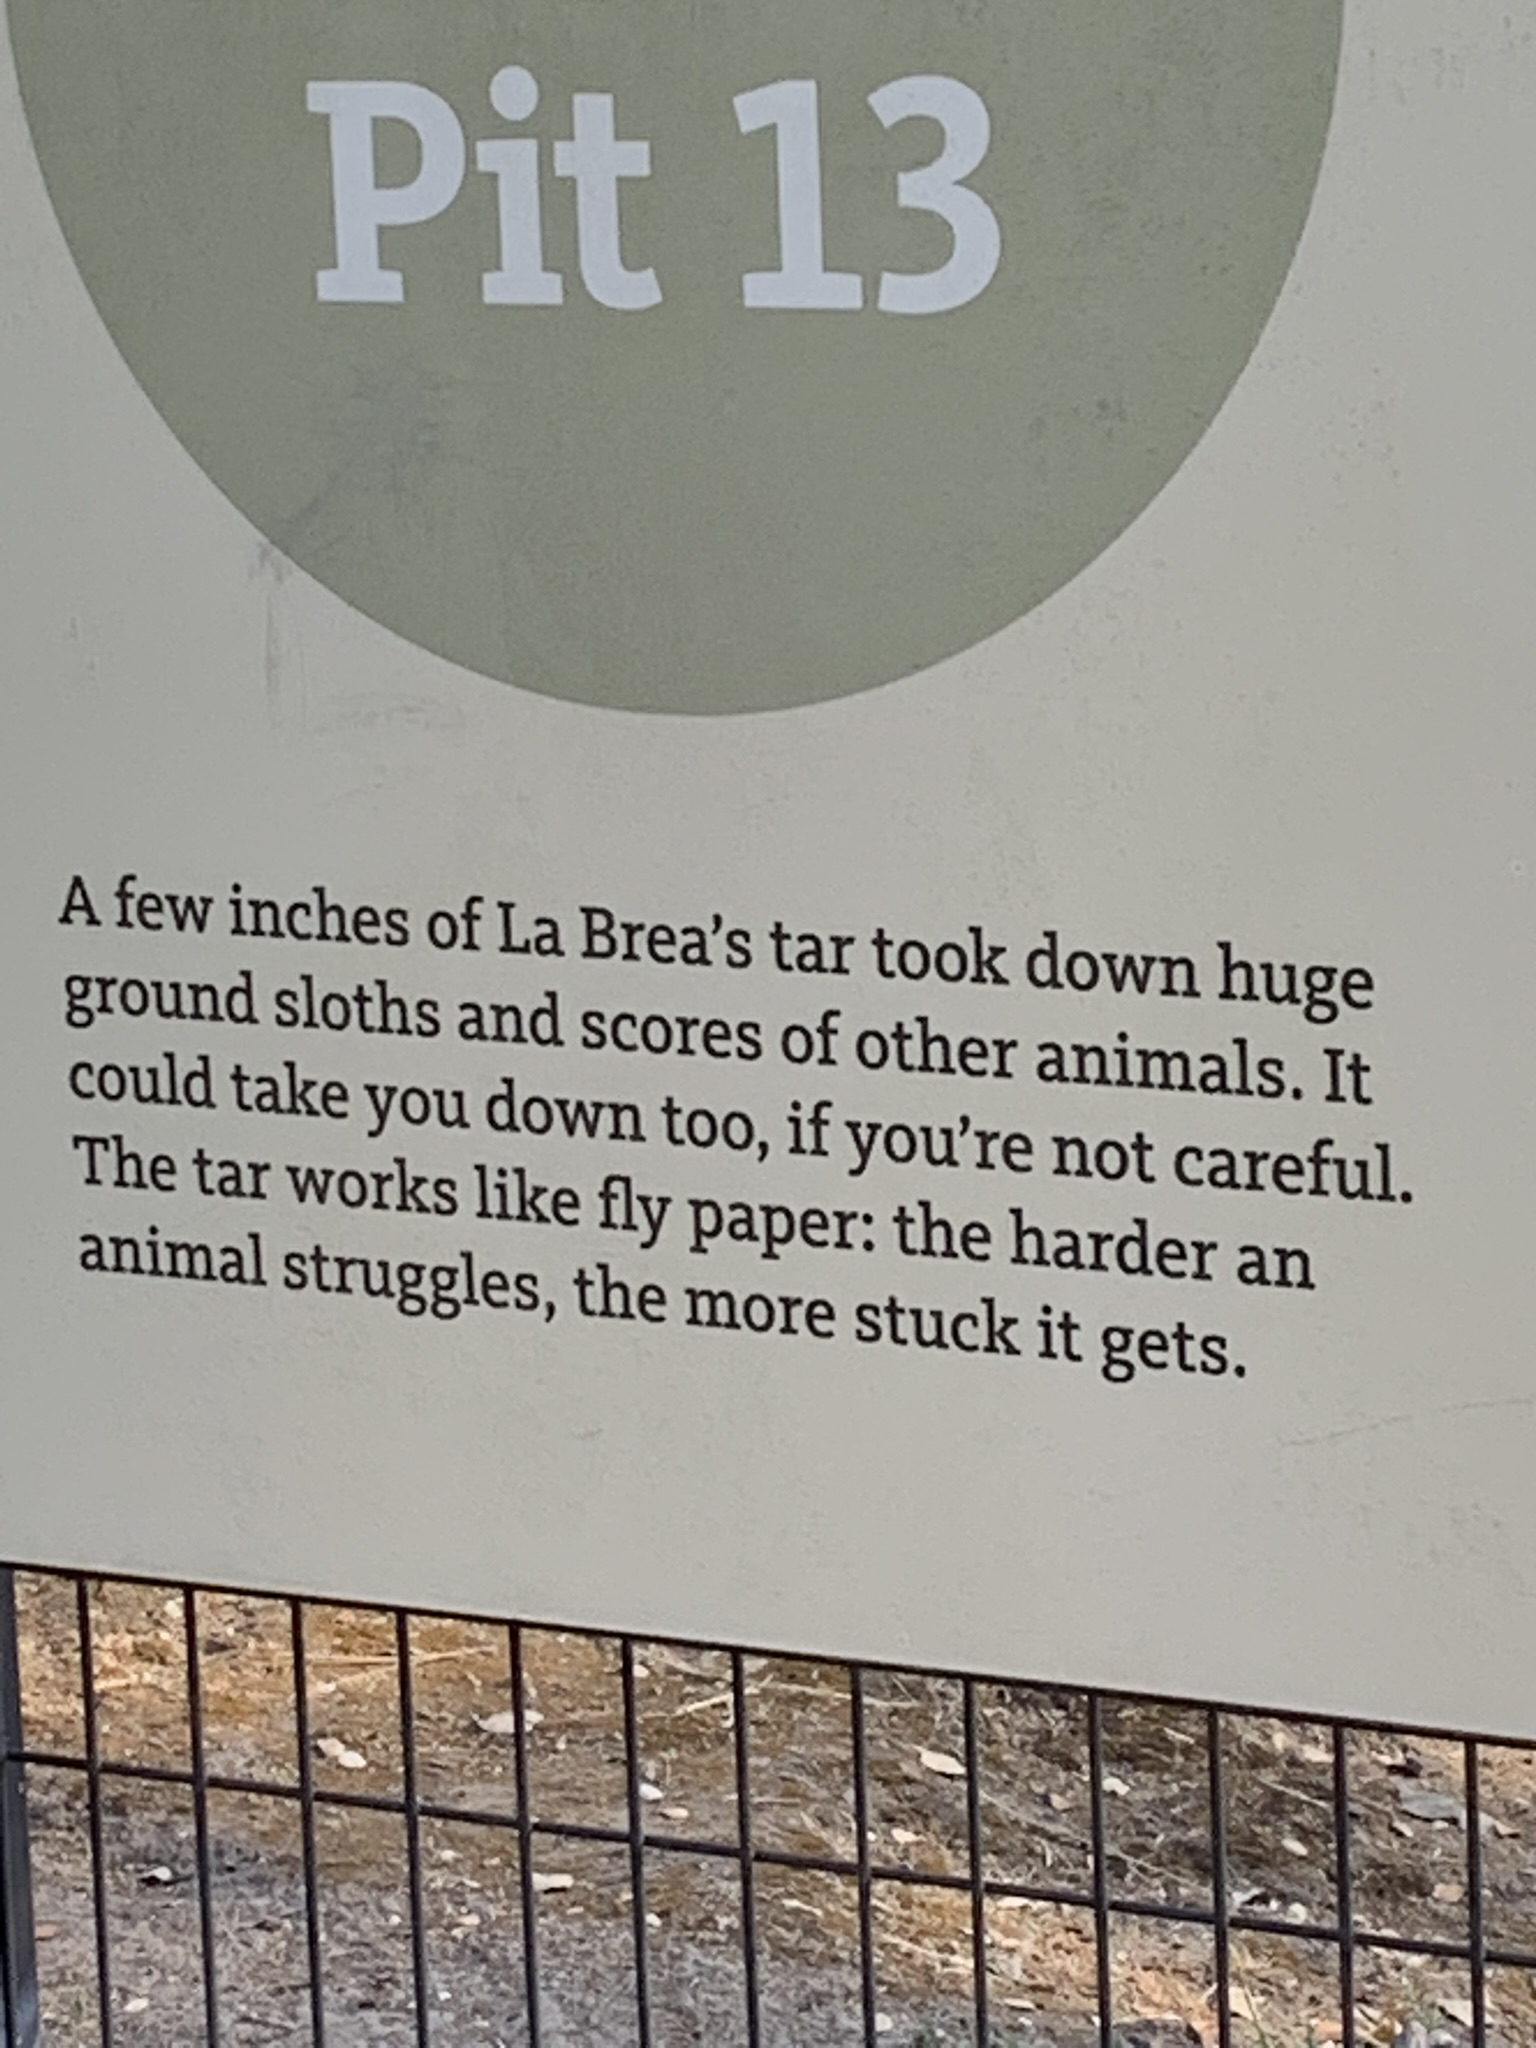 Pit 13
A few inches of La Brea’s tar took down huge
ground sloths and scores of other animals. It
could take you down too, if you’re not careful.
The tar works like fly paper: the harder an
animal struggles, the more stuck it gets.